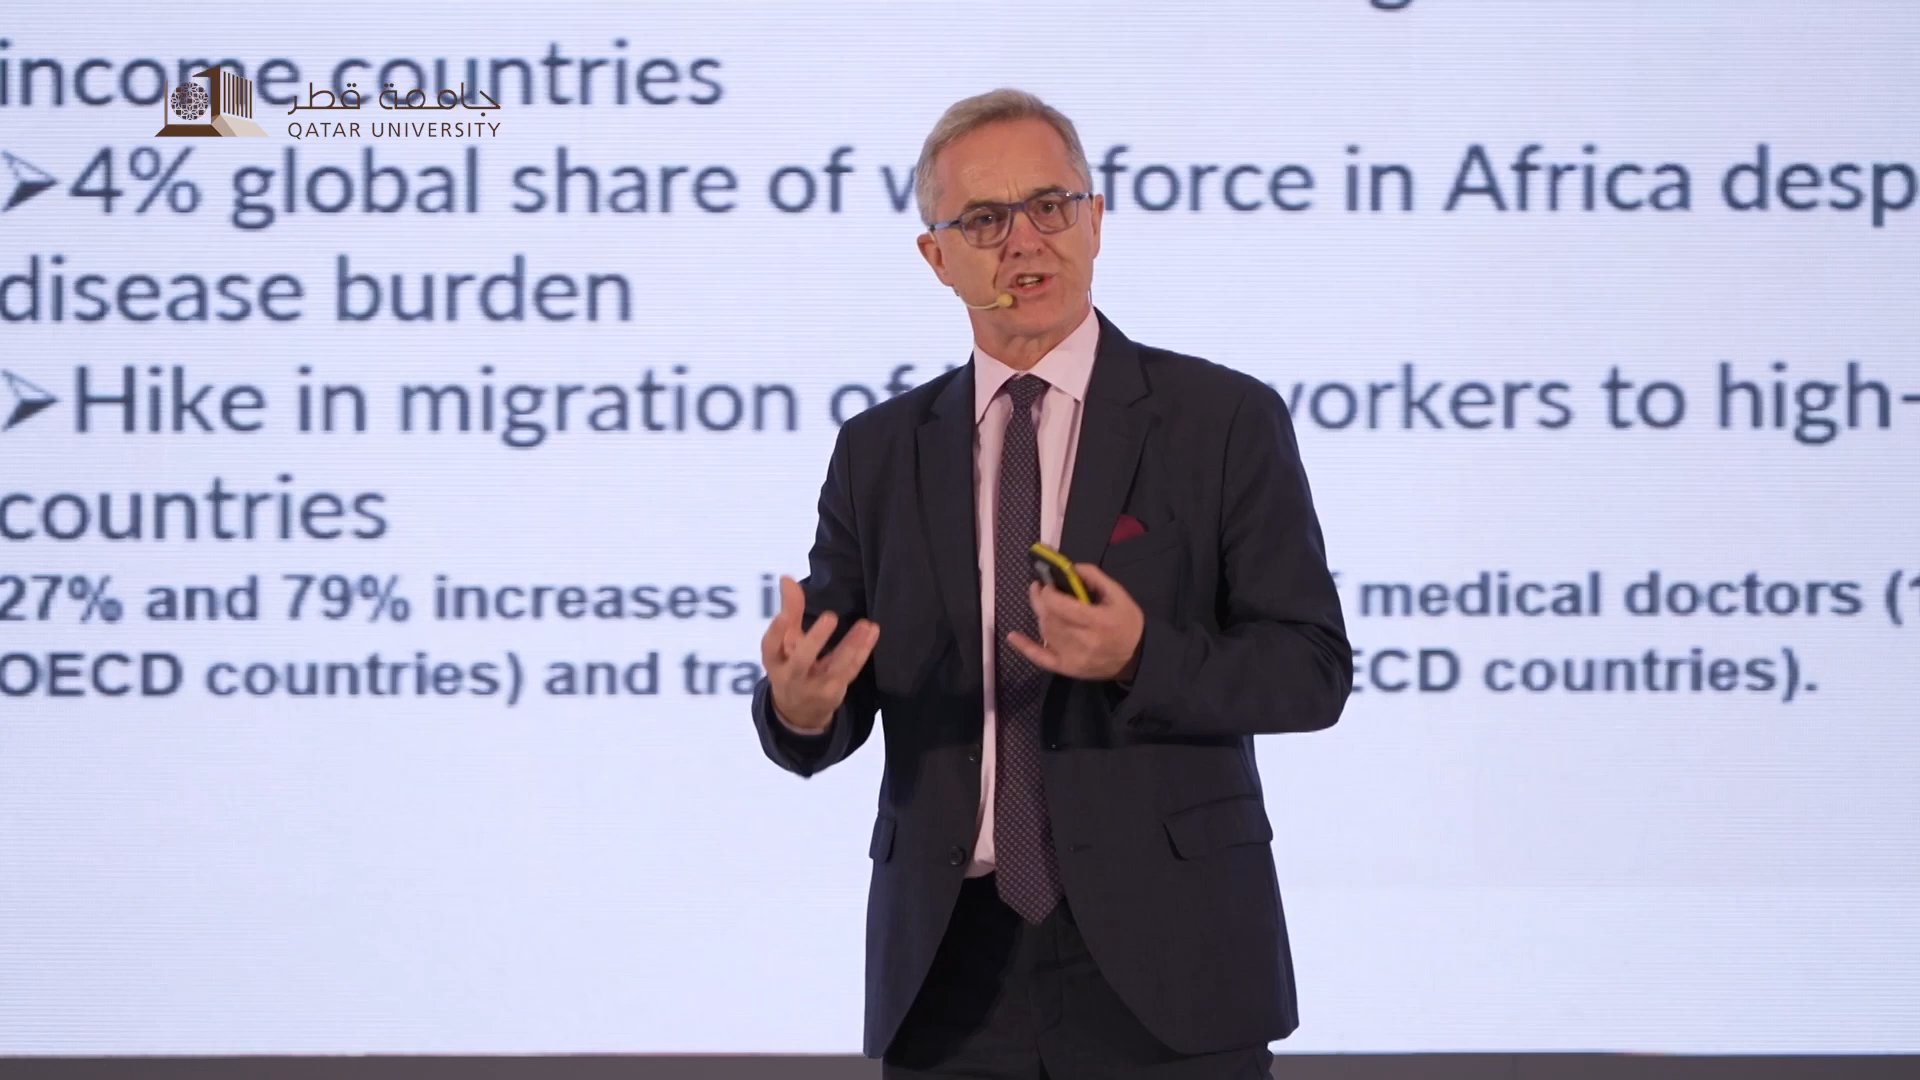 income countries
جامعة قطر
QATAR UNIVERSITY
➢4% global share of force in Africa desp
disease burden
➢Hike in migration of workers to high-
countries
27% and 79% increases i f medical doctors (1
OECD countries) and tra ECD countries).